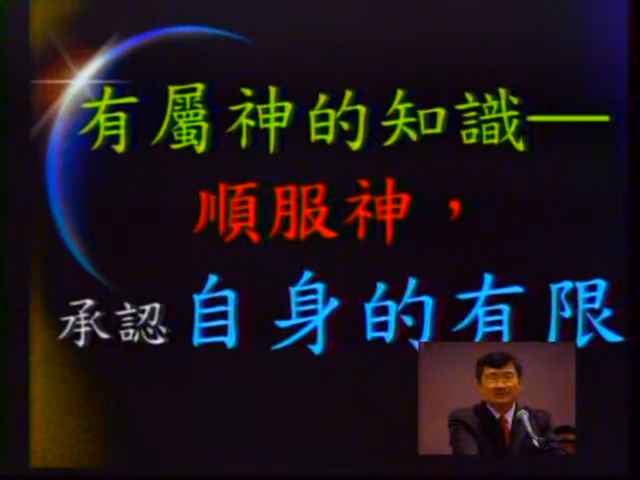 有屬神的知識—
順服神，
承認自身的有限